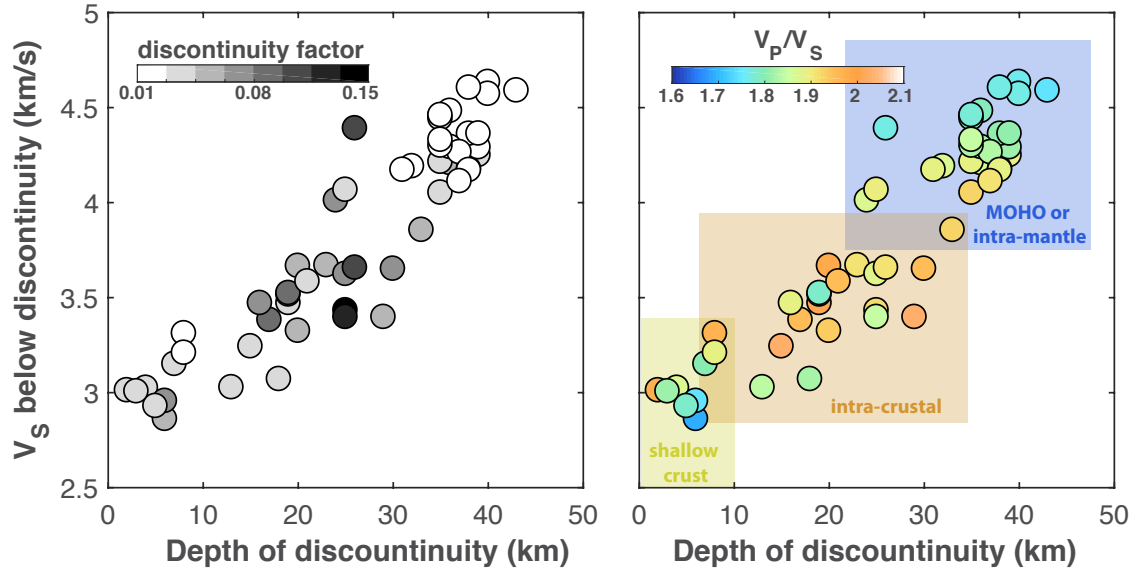 5
4.5
4
3.5
3
2.5
V_S below discontinuity (km/s)
discontinuity factor
0.01 0.08 0.15
0 10 20 30 40 50
Depth of discountinuity (km)
V_P/V_S
1.6 1.7 1.8 1.9 2 2.1
MOHO or
intra-mantle
intra-crustal
shallow
crust
0 10 20 30 40 50
Depth of discountinuity (km)